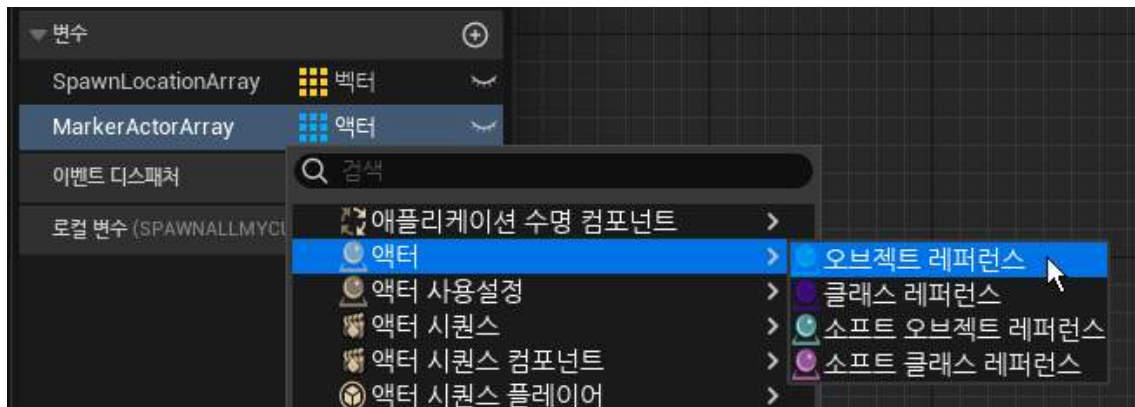 변수
SpawnLocationArray 벡터
MarkerActorArray 액터
이벤트 디스패처
검색
로컬 변수 (SPAWNALLMYCU
애플리케이션 수명 컴포넌트
액터
오브젝트 레퍼런스
액터 사용설정
클래스 레퍼런스
액터 시퀀스
소프트 오브젝트 레퍼런스
액터 시퀀스 컴포넌트
소프트 클래스 레퍼런스
액터 시퀀스 플레이어